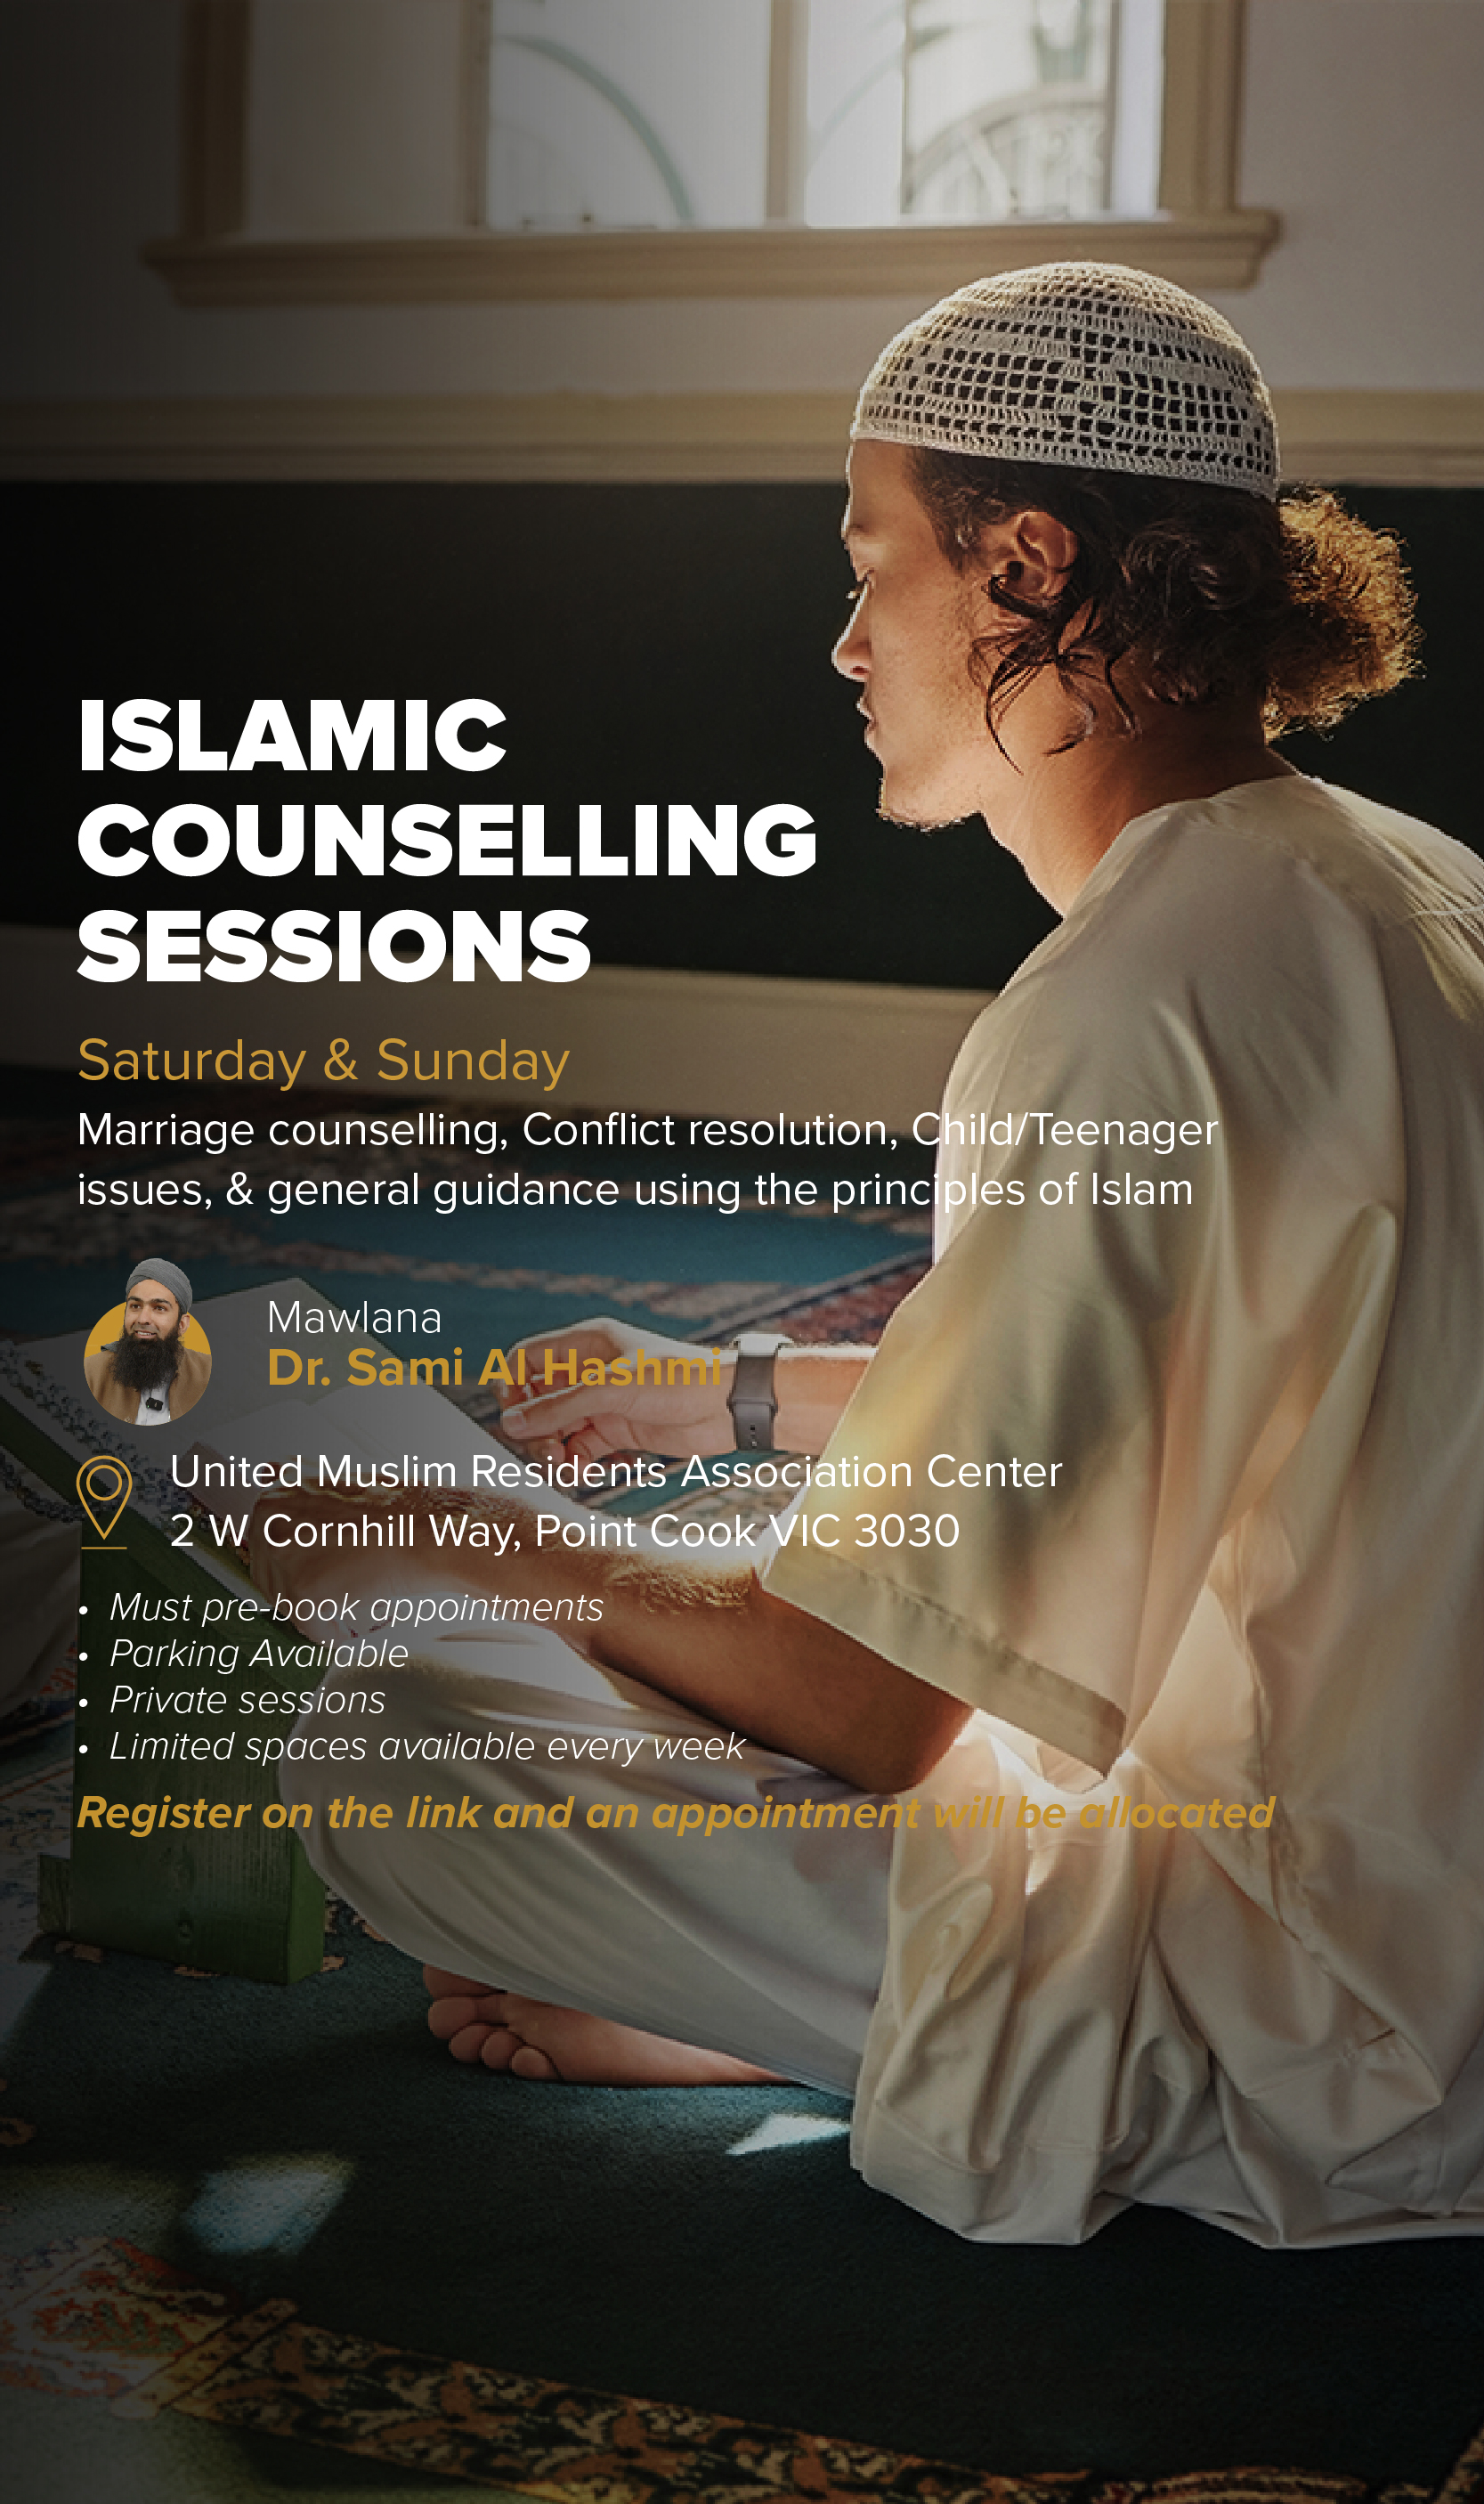 ISLAMIC
COUNSELLING
SESSIONS
Saturday & Sunday
Marriage counselling, Conflict resolution, Child/Teenager
issues, & general guidance using the principles of Islam
Mawlana
Dr. Sami Al Hashmi
United Muslim Residents Association Center
2 W Cornhill Way, Point Cook VIC 3030
• Must pre-book appointments
• Parking Available
• Private sessions
• Limited spaces available every week
Register on the link and an appointment will be allocated